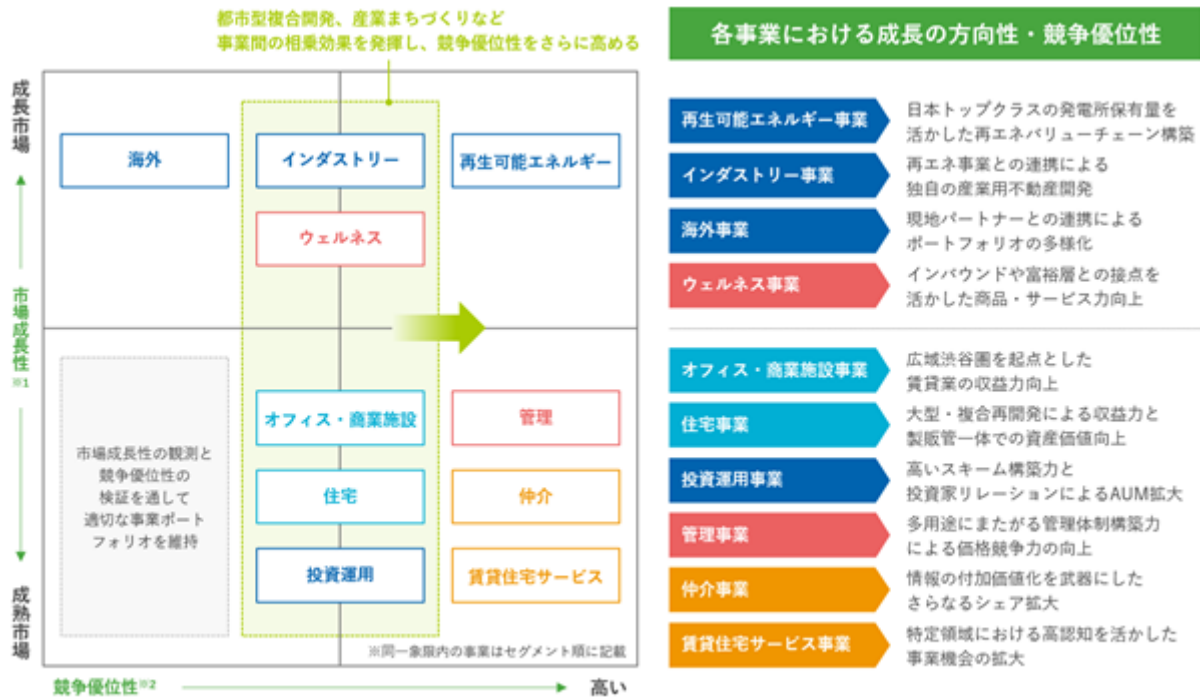 都市型複合開発、産業まちづくりなど
事業間の相乗効果を発揮し、競争優位性をさらに高める
成長市場
市場成長性
※1
成熟市場
海外
インダストリー
再生可能エネルギー
ウェルネス
市場成長性の観測と
競争優位性の
検証を通して
適切な事業ポート
フォリオを維持
オフィス・商業施設
管理
住宅
仲介
投資運用
賃貸住宅サービス
※同一象限内の事業はセグメント順に記載
競争優位性※2
高い
各事業における成長の方向性・競争優位性
再生可能エネルギー事業
日本トップクラスの発電所保有量を
活かした再エネバリューチェーン構築
インダストリー事業
再エネ事業との連携による
独自の産業用不動産開発
海外事業
現地パートナーとの連携による
ポートフォリオの多様化
ウェルネス事業
インバウンドや富裕層との接点を
活かした商品・サービス力向上
オフィス・商業施設事業
広域渋谷圏を起点とした
賃貸業の収益力向上
住宅事業
大型・複合再開発による収益力と
製販管一体での資産価値向上
投資運用事業
高いスキーム構築力と
投資家リレーションによるAUM拡大
管理事業
多用途にまたがる管理体制構築力
による価格競争力の向上
仲介事業
情報の付加価値化を武器にした
さらなるシェア拡大
賃貸住宅サービス事業
特定領域における高認知を活かした
事業機会の拡大